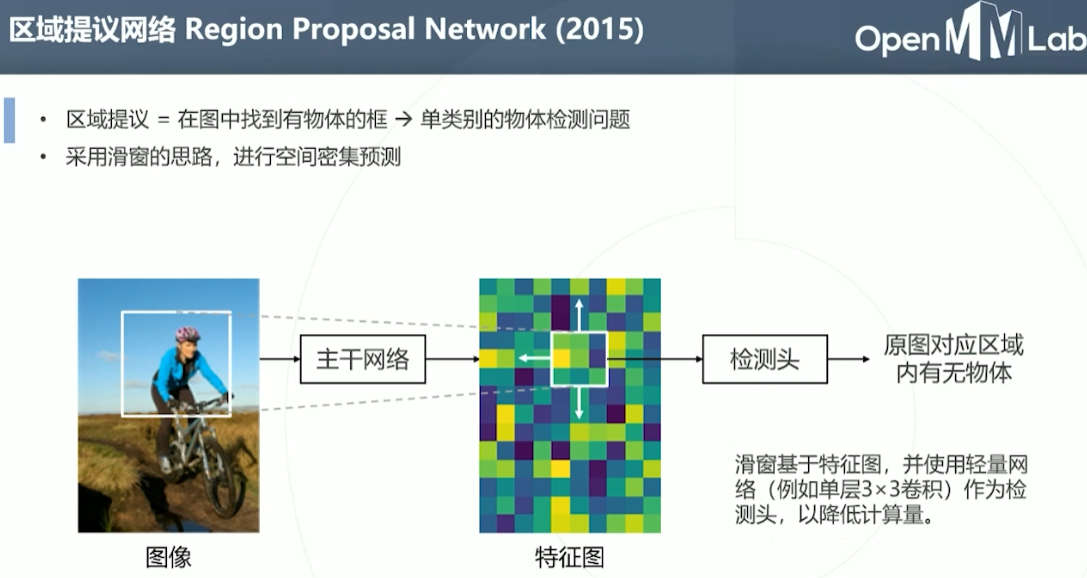 区域提议网络 Region Proposal Network (2015)
OpenMMLab
• 区域提议 = 在图中找到有物体的框 → 单类别的物体检测问题
• 采用滑窗的思路，进行空间密集预测
主干网络
检测头
原图对应区域
内有无物体
滑窗基于特征图，并使用轻量网
络（例如单层3×3卷积）作为检
测头，以降低计算量。
图像
特征图